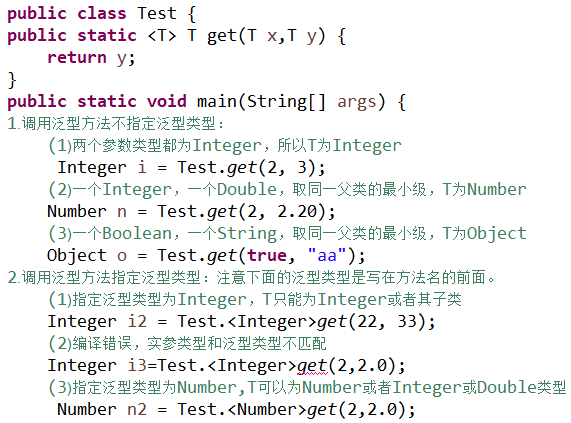 public class Test {
public static <T> T get(T x,T y) {
    return y;
}
public static void main(String[] args) {
1.调用泛型方法不指定泛型类型:
    (1)两个参数类型都为Integer，所以T为Integer
     Integer i = Test.get(2, 3);
    (2)一个Integer，一个Double，取同一父类的最小级，T为Number
    Number n = Test.get(2, 2.20);
    (3)一个Boolean，一个String，取同一父类的最小级，T为Object
    Object o = Test.get(true, "aa");
2.调用泛型方法指定泛型类型: 注意下面的泛型类型是写在方法名的前面。
    (1)指定泛型类型为Integer，T只能为Integer或者其子类
    Integer i2 = Test.<Integer>get(22, 33);
    (2)编译错误，实参类型和泛型类型不匹配
    Integer i3=Test.<Integer>get(2,2.0);
    (3)指定泛型类型为Number,T可以为Number或者Integer或Double类型
     Number n2 = Test.<Number>get(2,2.0);